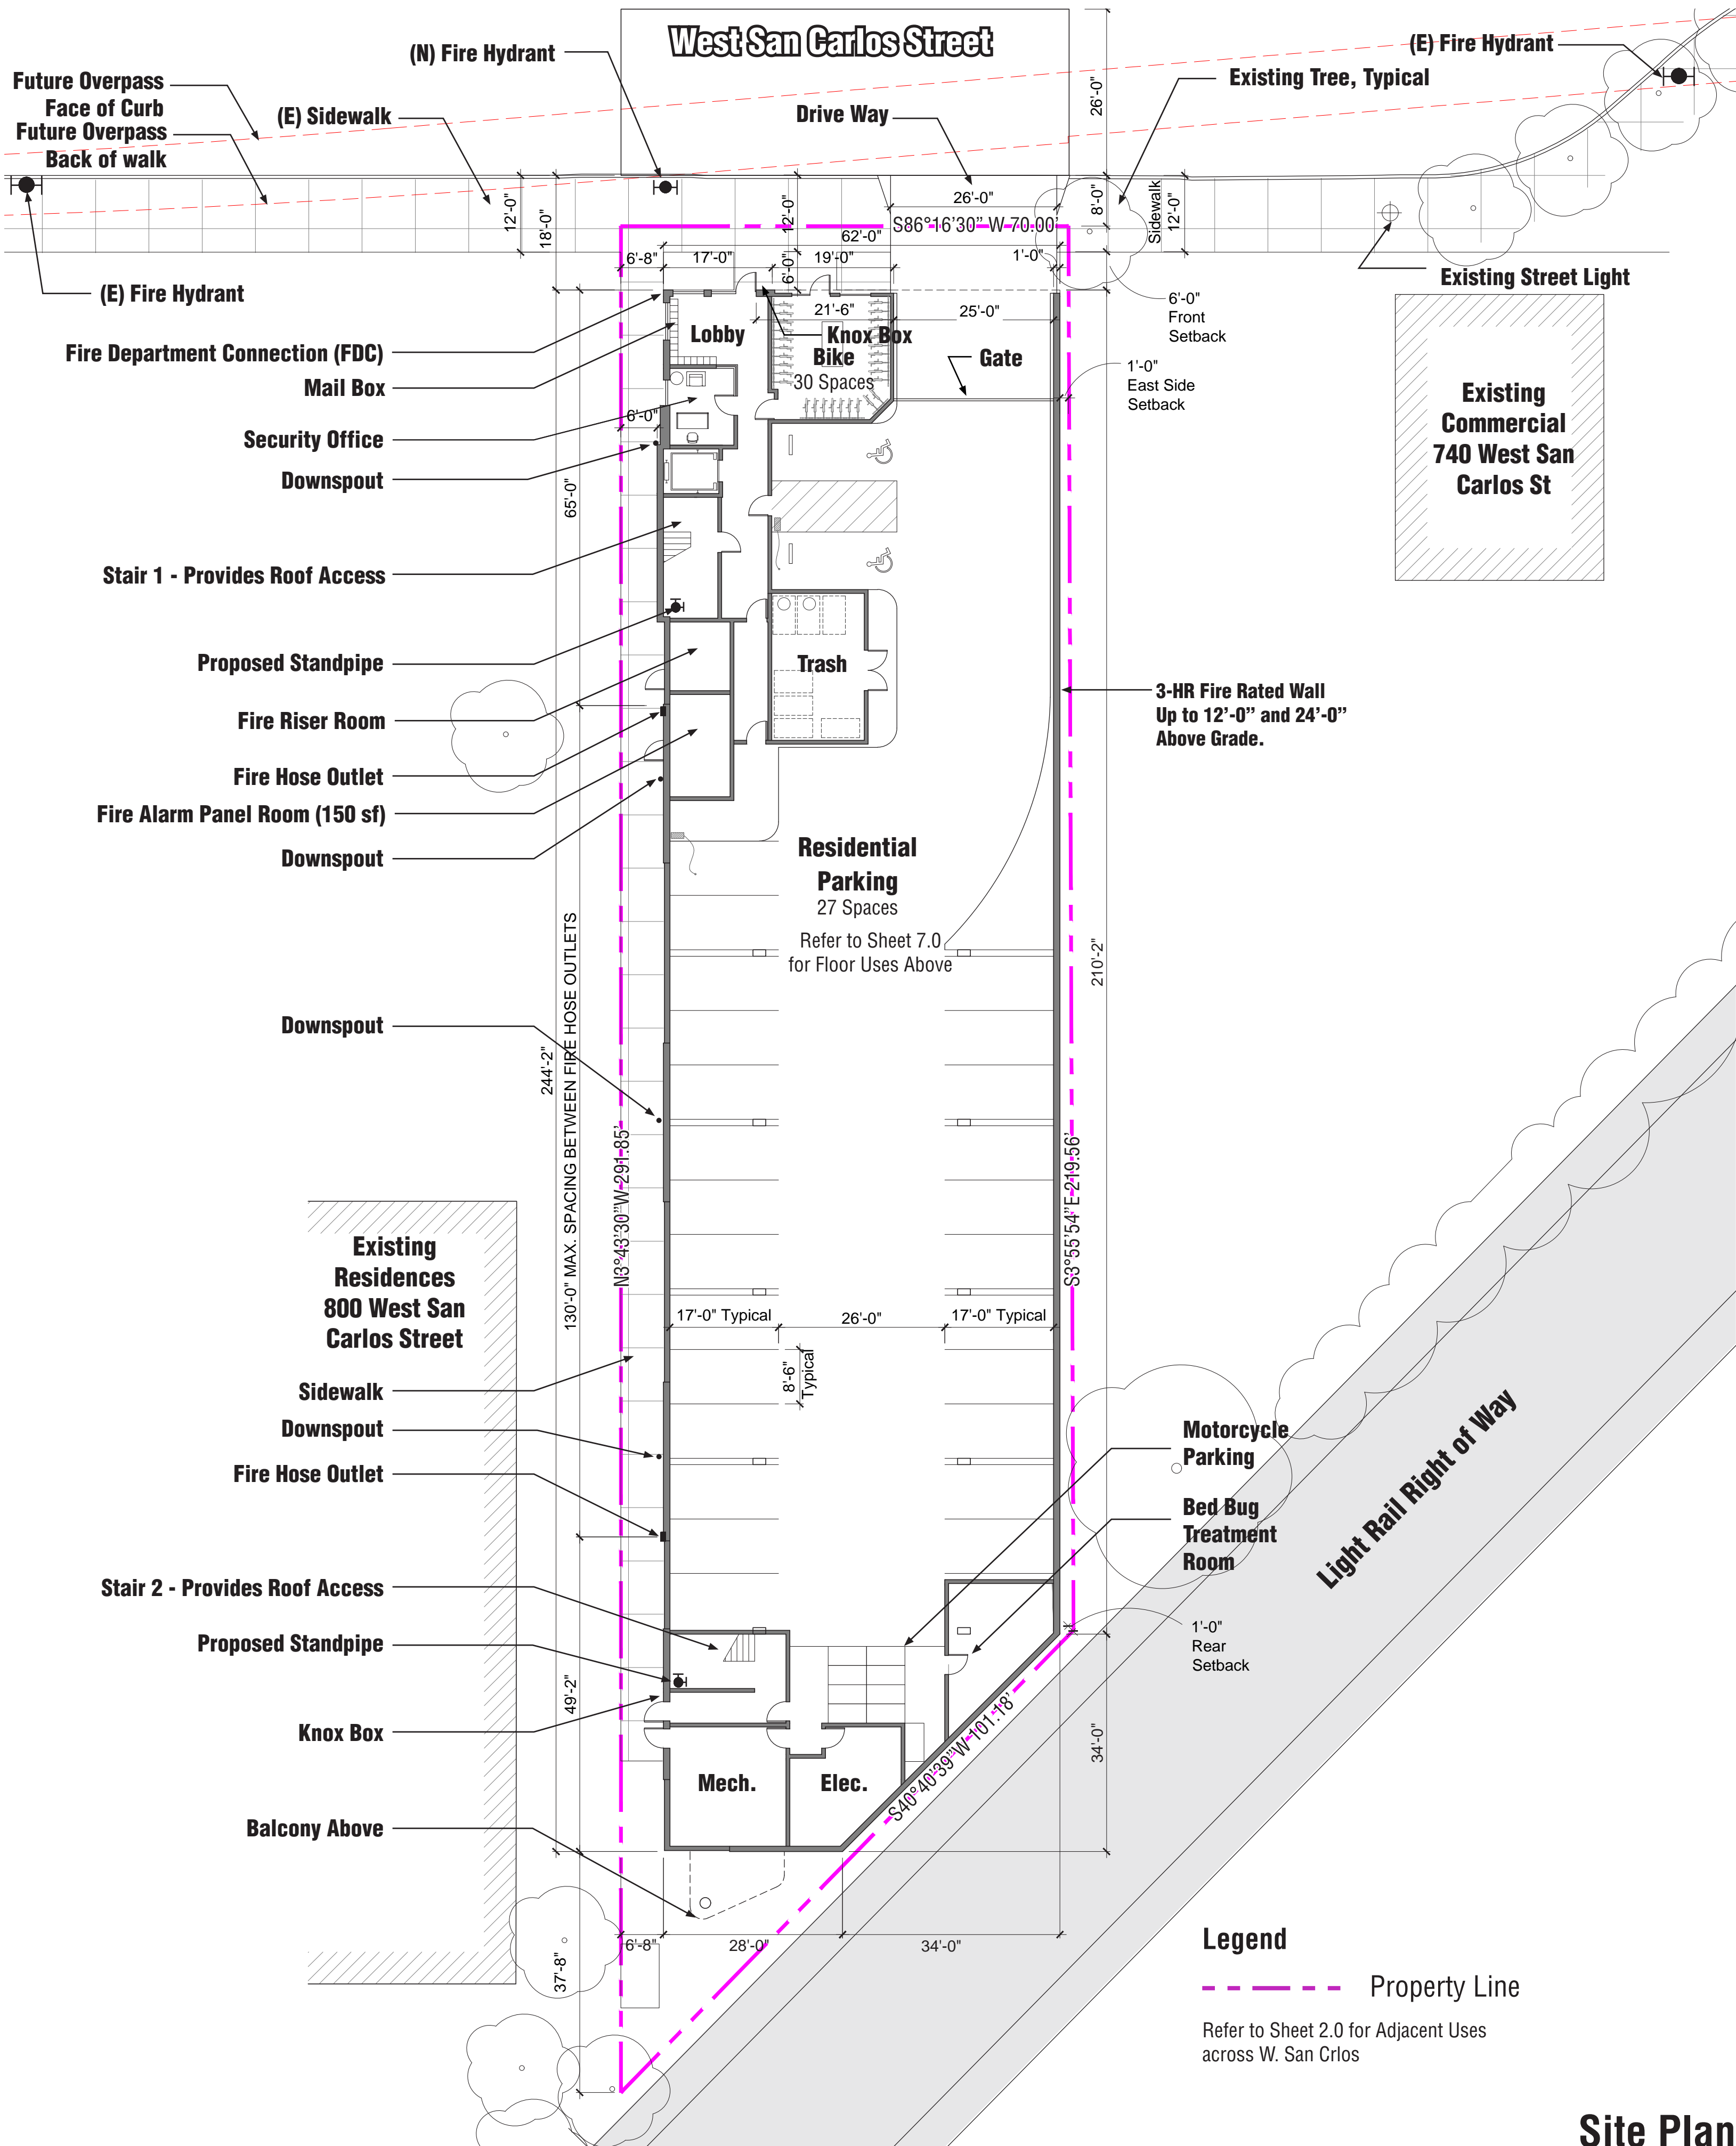 West San Carlos Street
(N) Fire Hydrant
(E) Fire Hydrant
Future Overpass
Face of Curb
Future Overpass
Back of walk
(E) Sidewalk
Drive Way
Existing Tree, Typical
26'-0"
12'-0"
18'-0"
12'-0"
26'-0"
8'-0"
Sidewalk
12'-0"
S86°16'30” W 70.00'
62'-0"
6'-8"
17'-0"
6'-0"
19'-0"
1'-0"
(E) Fire Hydrant
Existing Street Light
6'-0"
Front
Setback
21'-6"
25'-0"
Lobby
Knox Box
Bike
30 Spaces
Gate
Fire Department Connection (FDC)
Mail Box
1'-0"
East Side
Setback
Existing
Commercial
740 West San
Carlos St
6'-0"
Security Office
Downspout
65'-0"
Stair 1 - Provides Roof Access
Proposed Standpipe
Trash
3-HR Fire Rated Wall
Up to 12’-0” and 24’-0”
Above Grade.
Fire Riser Room
Fire Hose Outlet
Fire Alarm Panel Room (150 sf)
Downspout
Residential
Parking
27 Spaces
Refer to Sheet 7.0
for Floor Uses Above
210'-2"
Downspout
244'-2"
130'-0" MAX. SPACING BETWEEN FIRE HOSE OUTLETS
N3°43'30”W 291.85'
S3°55'54”E 219.56'
Existing
Residences
800 West San
Carlos Street
17'-0" Typical
26'-0"
17'-0" Typical
8'-6"
Typical
Sidewalk
Downspout
Fire Hose Outlet
Motorcycle
Parking
Bed Bug
Treatment
Room
Light Rail Right of Way
Stair 2 - Provides Roof Access
Proposed Standpipe
1'-0"
Rear
Setback
49'-2"
Knox Box
S40°40'39”W 101.18'
34'-0"
Mech.
Elec.
Balcony Above
6'-8"
28'-0"
34'-0"
37'-8"
Legend
Property Line
Refer to Sheet 2.0 for Adjacent Uses
across W. San Crlos
Site Plan